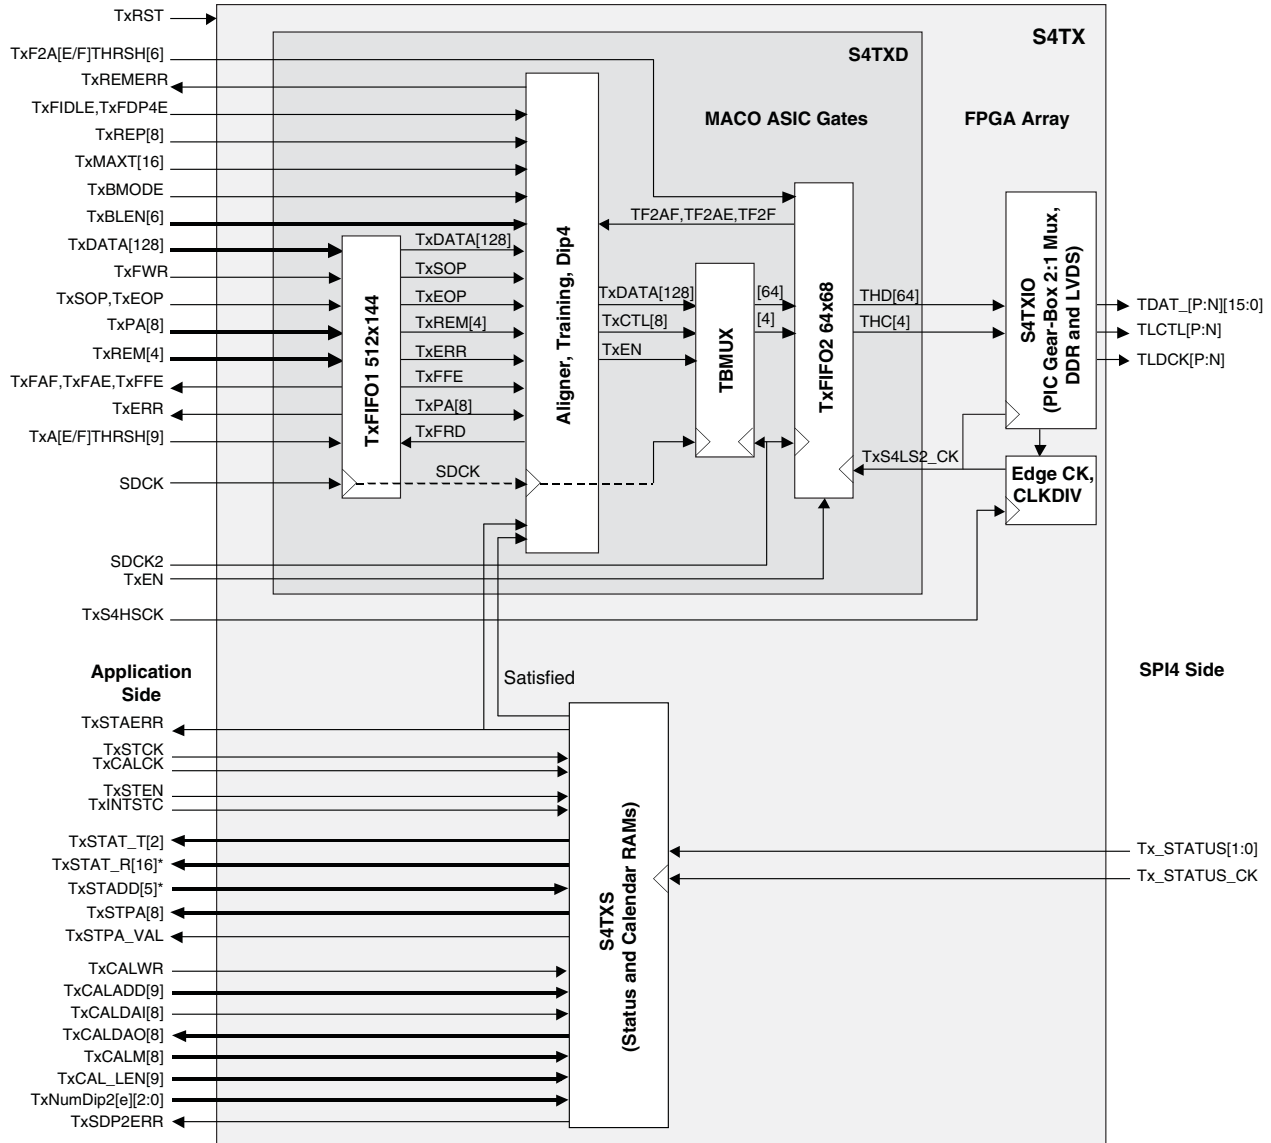 TxRST
S4TX
TxF2A[E/F]THRSH[6]
S4TXD
TxREMERR
TxFIDLE,TxFDP4E
MACO ASIC Gates
FPGA Array
TxREP[8]
TxMAXT[16]
TxBMODE
TxBLEN[6]
TF2AF,TF2AE,TF2F
TxDATA[128]
TxDATA[128]
TxFWR
TxSOP
TxSOP,TxEOP
TxEOP
TxDATA[128]
[64]
THD[64]
TDAT_[P:N][15:0]
TxPA[8]
TxREM[4]
TxCTL[8]
[4]
THC[4]
TLCTL[P:N]
TxREM[4]
TxERR
TxEN
TLDCK[P:N]
TxFAF,TxFAE,TxFFE
TxFFE
TxERR
TxPA[8]
TxA[E/F]THRSH[9]
TxFRD
TxS4LS2_CK
SDCK
SDCK
TxFIFO1 512x144
Aligner, Training, Dip4
TBMUX
TxFIFO2 64x68
S4TXIO
(PIC Gear-Box 2:1 Mux,
DDR and LVDS)
Edge CK,
CLKDIV
SDCK2
TxEN
TxS4HSCK
Application
Side
Satisfied
SPI4 Side
TxSTAERR
TxSTCK
TxCALCK
TxSTEN
TxINTSTC
TxSTAT_T[2]
TxSTAT_R[16]*
TxSTADD[5]*
TxSTPA[8]
TxSTPA_VAL
TxCALWR
TxCALADD[9]
TxCALDAI[8]
TxCALDAO[8]
TxCALM[8]
TxCAL_LEN[9]
TxNumDip2[e][2:0]
TxSDP2ERR
S4TXS
(Status and Calendar RAMs)
Tx_STATUS[1:0]
Tx_STATUS_CK